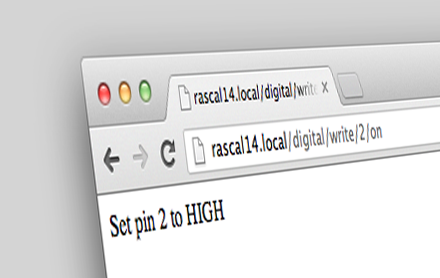 rascal14.local/digital/write
rascal14.local/digital/write/2/on
Set pin 2 to HIGH